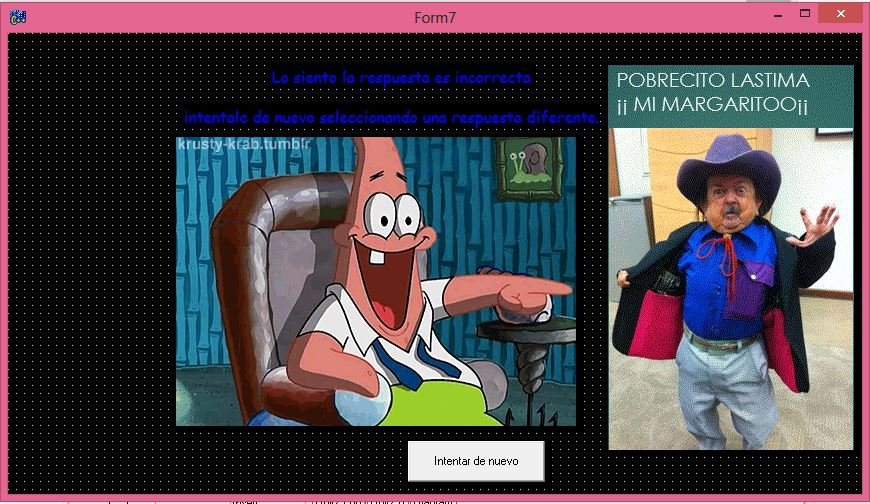 Form7
Lo siento la respuesta es incorrecta
intentalo de nuevo seleccionando una respuesta diferente.
POBRECITO LASTIMA
¡¡ MI MARGARITOO¡¡
krusty-krab.tumblr
Intentar de nuevo